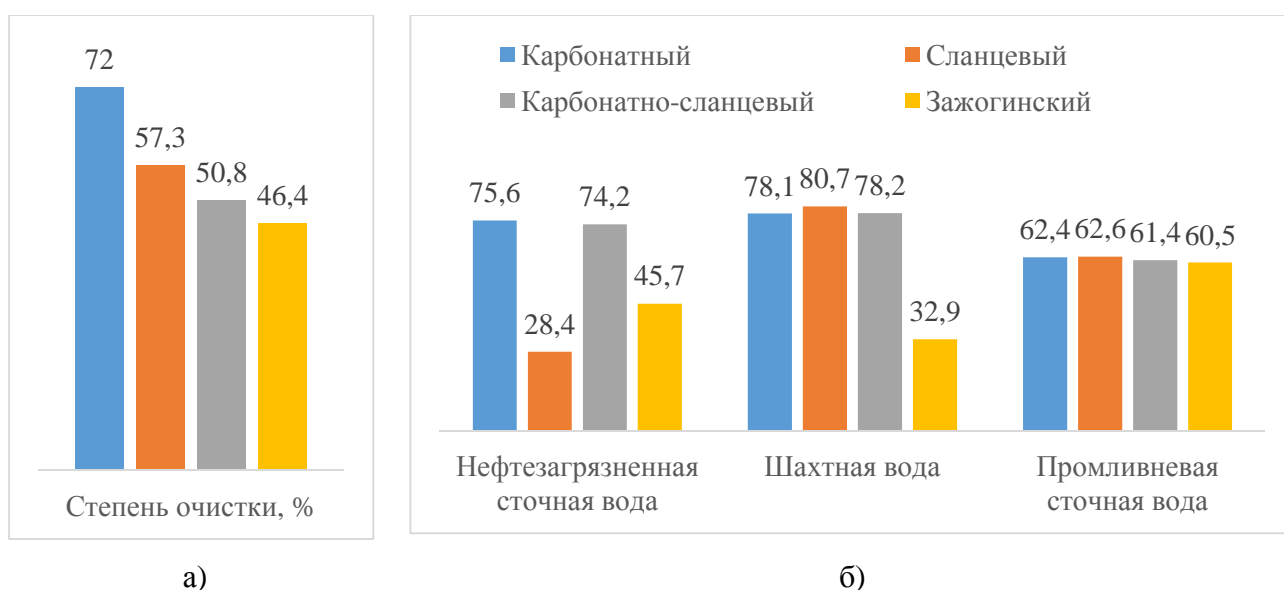 72
57,3
50,8
46,4
Степень очистки, %
а)
Карбонатный
Сланцевый
Карбонатно-сланцевый
Зажогинский
75,6
28,4
74,2
45,7
78,1
80,7
78,2
32,9
62,4
62,6
61,4
60,5
Нефтезагрязненная
сточная вода
Шахтная вода
Промливневая
сточная вода
б)